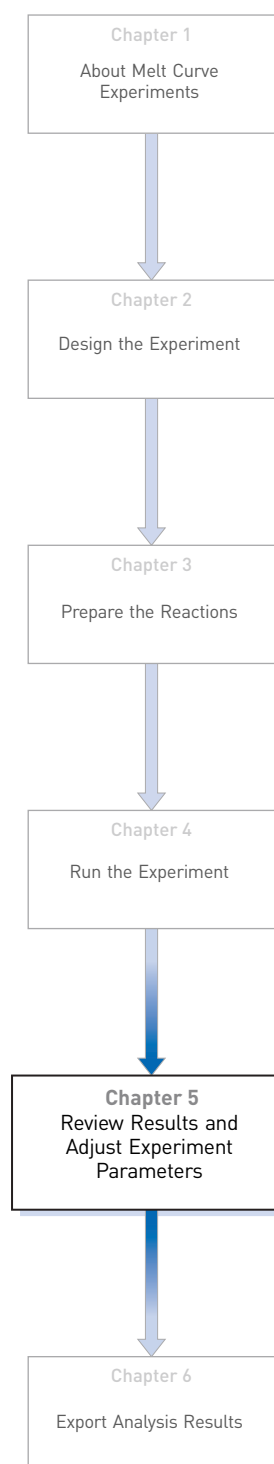 Chapter 1
About Melt Curve
Experiments
Chapter 2
Design the Experiment
Chapter 3
Prepare the Reactions
Chapter 4
Run the Experiment
Chapter 5
Review Results and
Adjust Experiment
Parameters
Chapter 6
Export Analysis Results